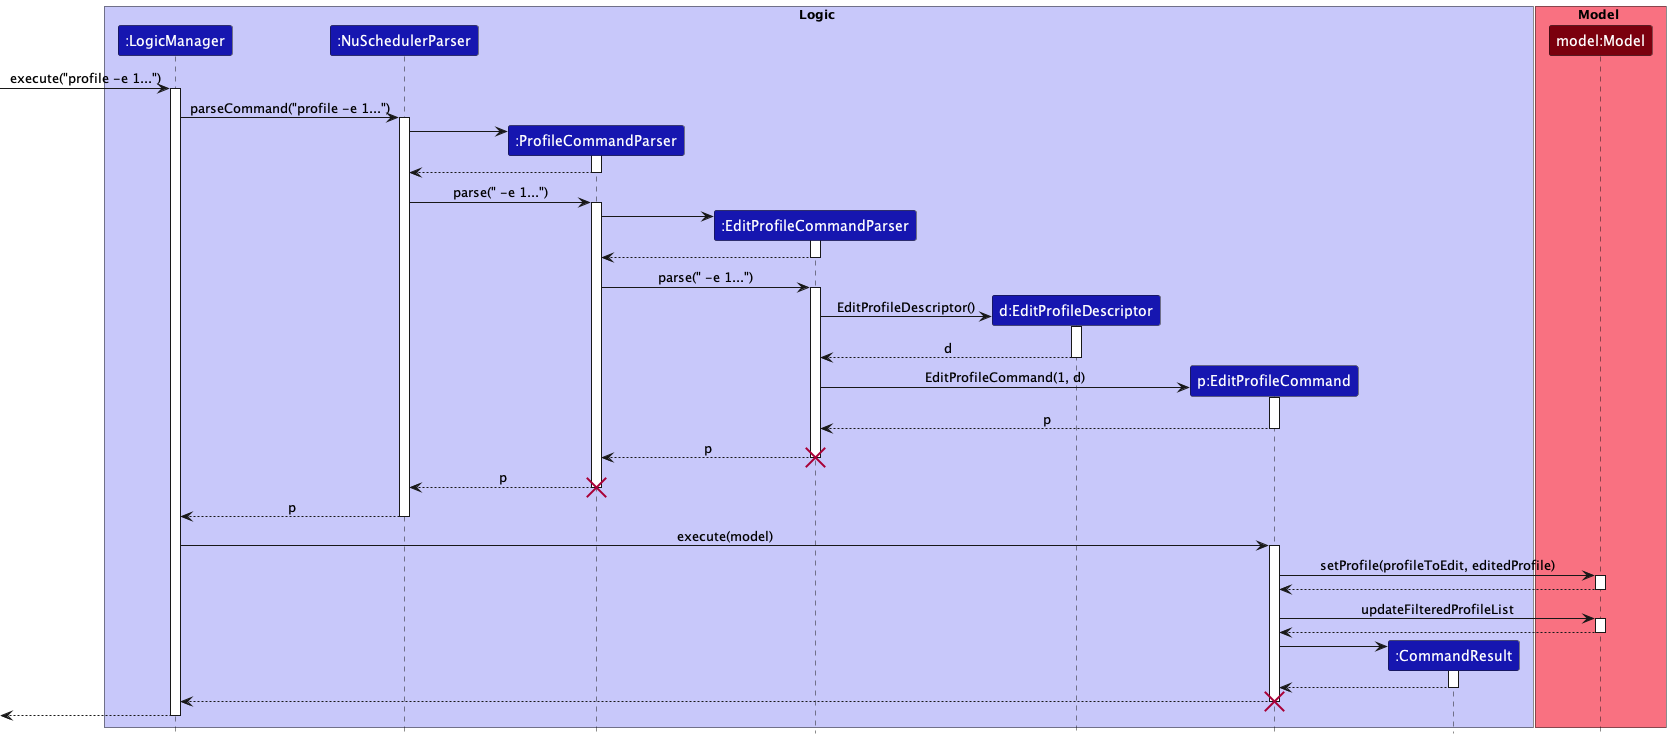 Logic
Model
:LogicManager
:NuSchedulerParser
model:Model
execute("profile -e 1...")
parseCommand("profile -e 1...")
:ProfileCommandParser
parse(" -e 1...")
:EditProfileCommandParser
parse(" -e 1...")
EditProfileDescriptor()
d:EditProfileDescriptor
d
EditProfileCommand(1, d)
p:EditProfileCommand
p
p
p
p
execute(model)
setProfile(profileToEdit, editedProfile)
updateFilteredProfileList
:CommandResult